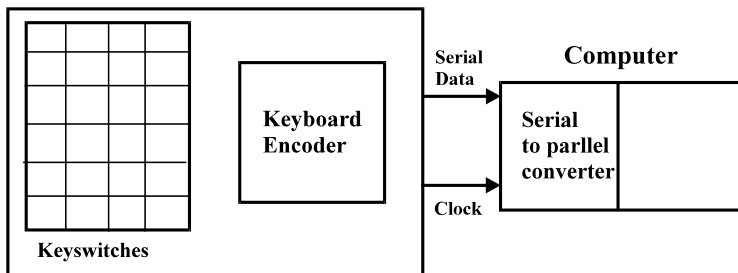 Keyswitches
Keyboard
Encoder
Serial
Data
Clock
Computer
Serial
to parllel
converter